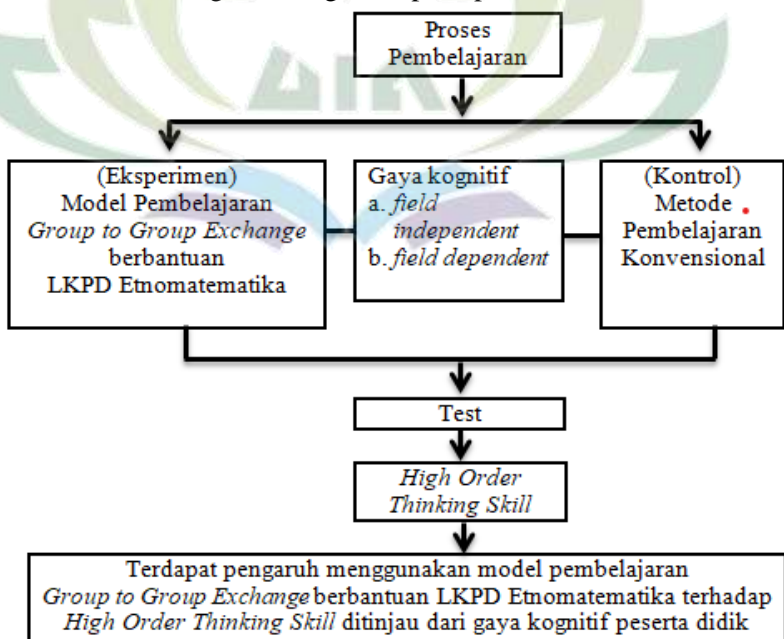 Proses
Pembelajaran
(Eksperimen)
Model Pembelajaran
Group to Group Exchange
berbantuan
LKPD Etnomatematika
Gaya kognitif
a. field
independent
b. field dependent
(Kontrol)
Metode
Pembelajaran
Konvensional
Test
High Order
Thinking Skill
Terdapat pengaruh menggunakan model pembelajaran
Group to Group Exchange berbantuan LKPD Etnomatematika terhadap
High Order Thinking Skill ditinjau dari gaya kognitif peserta didik